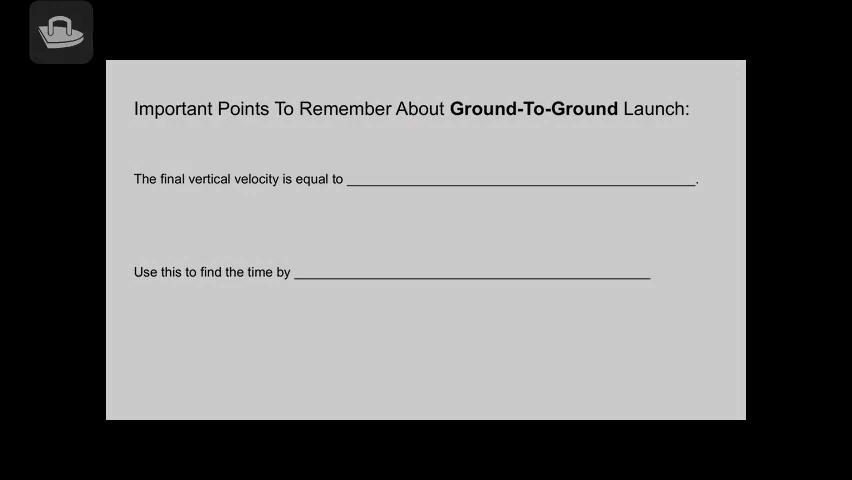 Important Points To Remember About Ground-To-Ground Launch:
The final vertical velocity is equal to ________________________________________________.
Use this to find the time by _________________________________________________